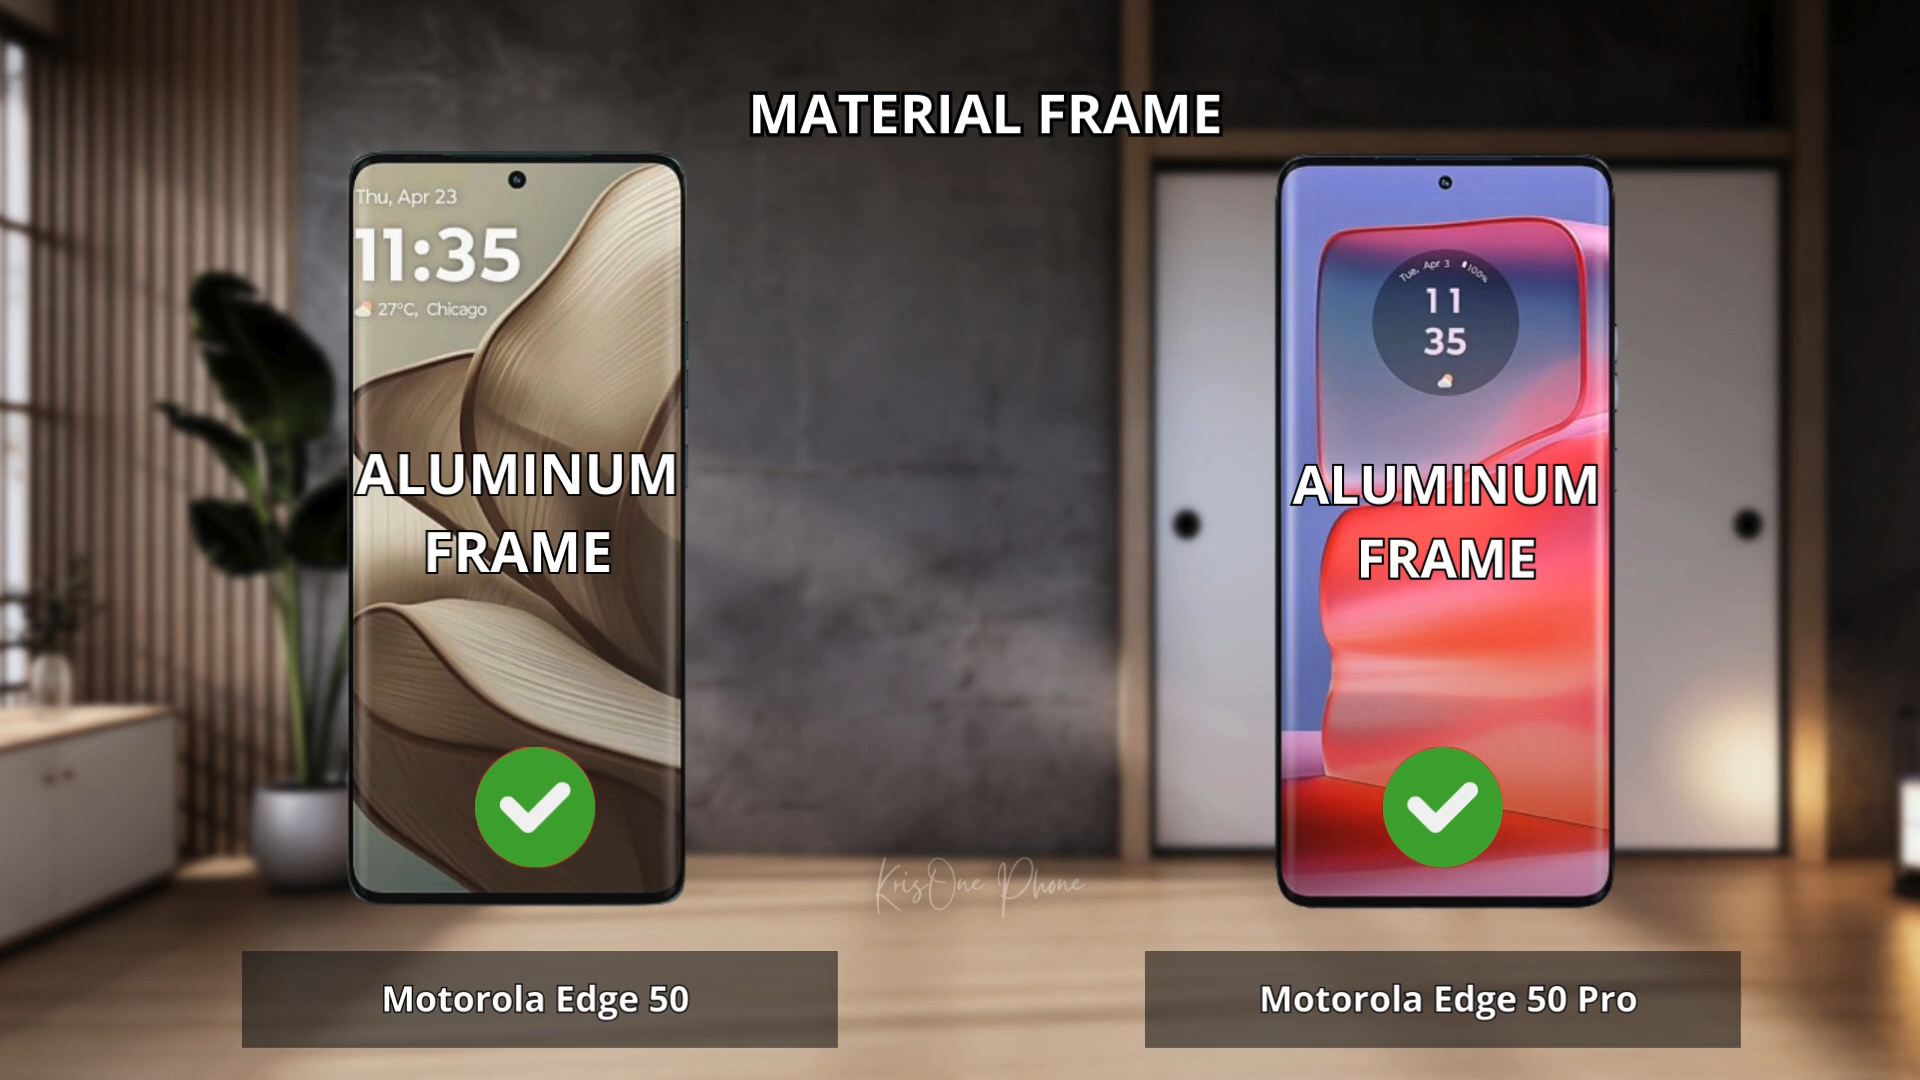 MATERIAL FRAME
Thu, Apr 23
11:35
27°C, Chicago
ALUMINUM
FRAME
Tue, Apr 3 100%
11
35
ALUMINUM
FRAME
KrisOne Phone
Motorola Edge 50
Motorola Edge 50 Pro